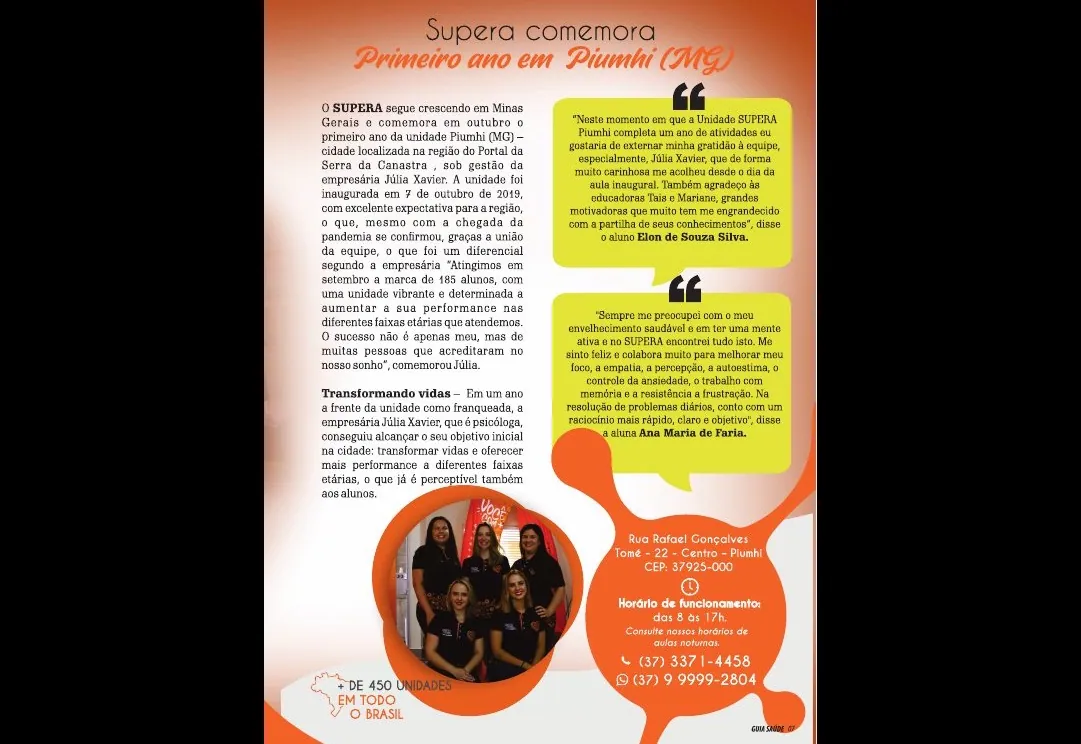 Supera comemora
Primeiro ano em Piumhi (MG)
O SUPERA segue crescendo em Minas
Gerais e comemora em outubro o
primeiro ano da unidade Piumhi (MG) –
cidade localizada na região do Portal da
Serra da Canastra , sob gestão da
empresária Júlia Xavier. A unidade foi
inaugurada em 7 de outubro de 2019,
com excelente expectativa para a região,
o que, mesmo com a chegada da
pandemia se confirmou, graças a união
da equipe, o que foi um diferencial
segundo a empresária "Atingimos em
setembro a marca de 185 alunos, com
uma unidade vibrante e determinada a
aumentar a sua performance nas
diferentes faixas etárias que atendemos.
O sucesso não é apenas meu, mas de
muitas pessoas que acreditaram no
nosso sonho", comemorou Júlia.
Transformando vidas – Em um ano
a frente da unidade como franqueada, a
empresária Júlia Xavier, que é psicóloga,
conseguiu alcançar o seu objetivo inicial
na cidade: transformar vidas e oferecer
mais performance a diferentes faixas
etárias, o que já é perceptível também
aos alunos.
"Neste momento em que a Unidade SUPERA
Piumhi completa um ano de atividades eu
gostaria de externar minha gratidão à equipe,
especialmente, Júlia Xavier, que de forma
muito carinhosa me acolheu desde o dia da
aula inaugural. Também agradeço às
educadoras Tais e Mariane, grandes
motivadoras que muito tem me engrandecido
com a partilha de seus conhecimentos", disse
o aluno Elon de Souza Silva.
"Sempre me preocupei com o meu
envelhecimento saudável e em ter uma mente
ativa e no SUPERA encontrei tudo isto. Me
sinto feliz e colabora muito para melhorar meu
foco, a empatia, a percepção, a autoestima, o
controle da ansiedade, o trabalho com
memória e a resistência a frustração. Na
resolução de problemas diários, conto com um
raciocínio mais rápido, claro e objetivo", disse
a aluna Ana Maria de Faria.
VOCÊ
COM +
Rua Rafael Gonçalves
Tomé - 22 - Centro - Piumhi
CEP: 37925-000
Horário de funcionamento:
das 8 às 17h.
Consulte nossos horários de
aulas noturnas.
(37) 3371-4458
(37) 9 9999-2804
+ DE 450 UNIDADES
EM TODO
O BRASIL
GUIA SAÚDE 07